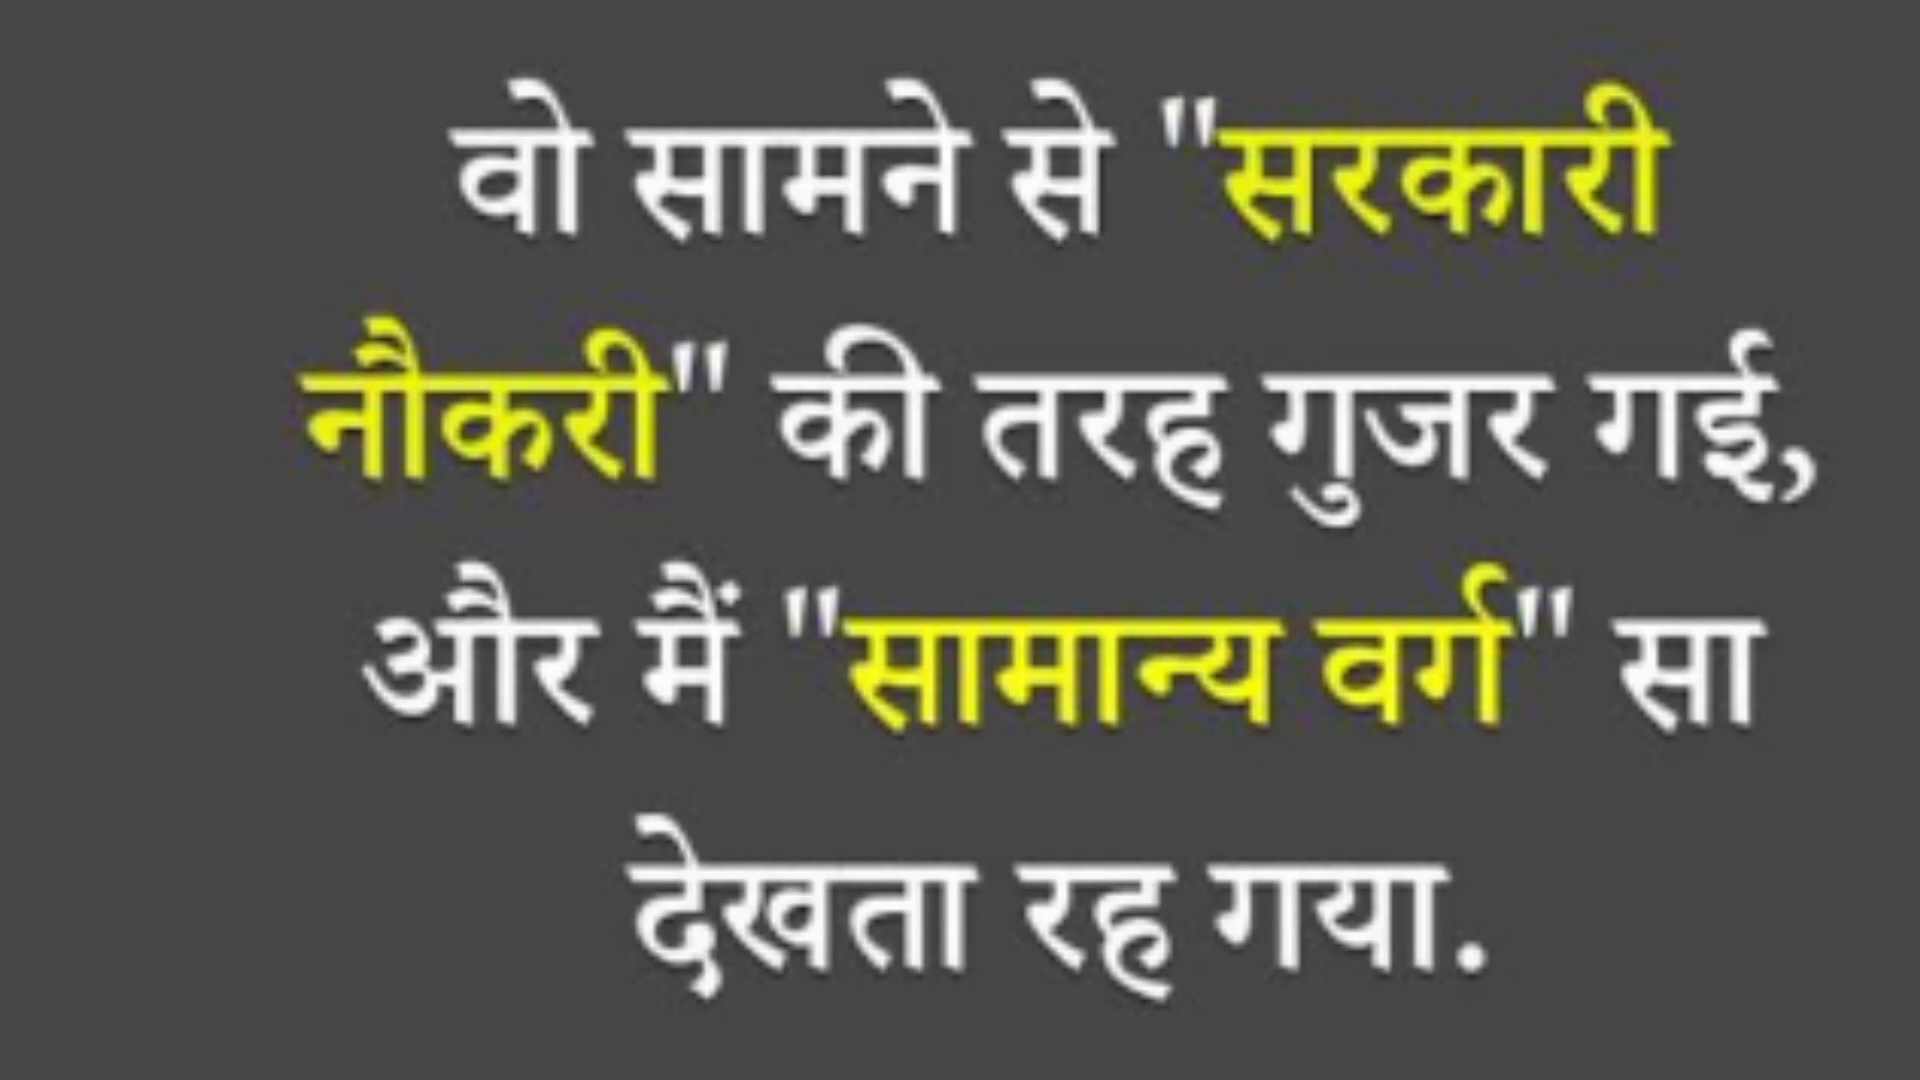 वो सामने से "सरकारी
नौकरी" की तरह गुजर गई,
और मैं "सामान्य वर्ग" सा
देखता रह गया.